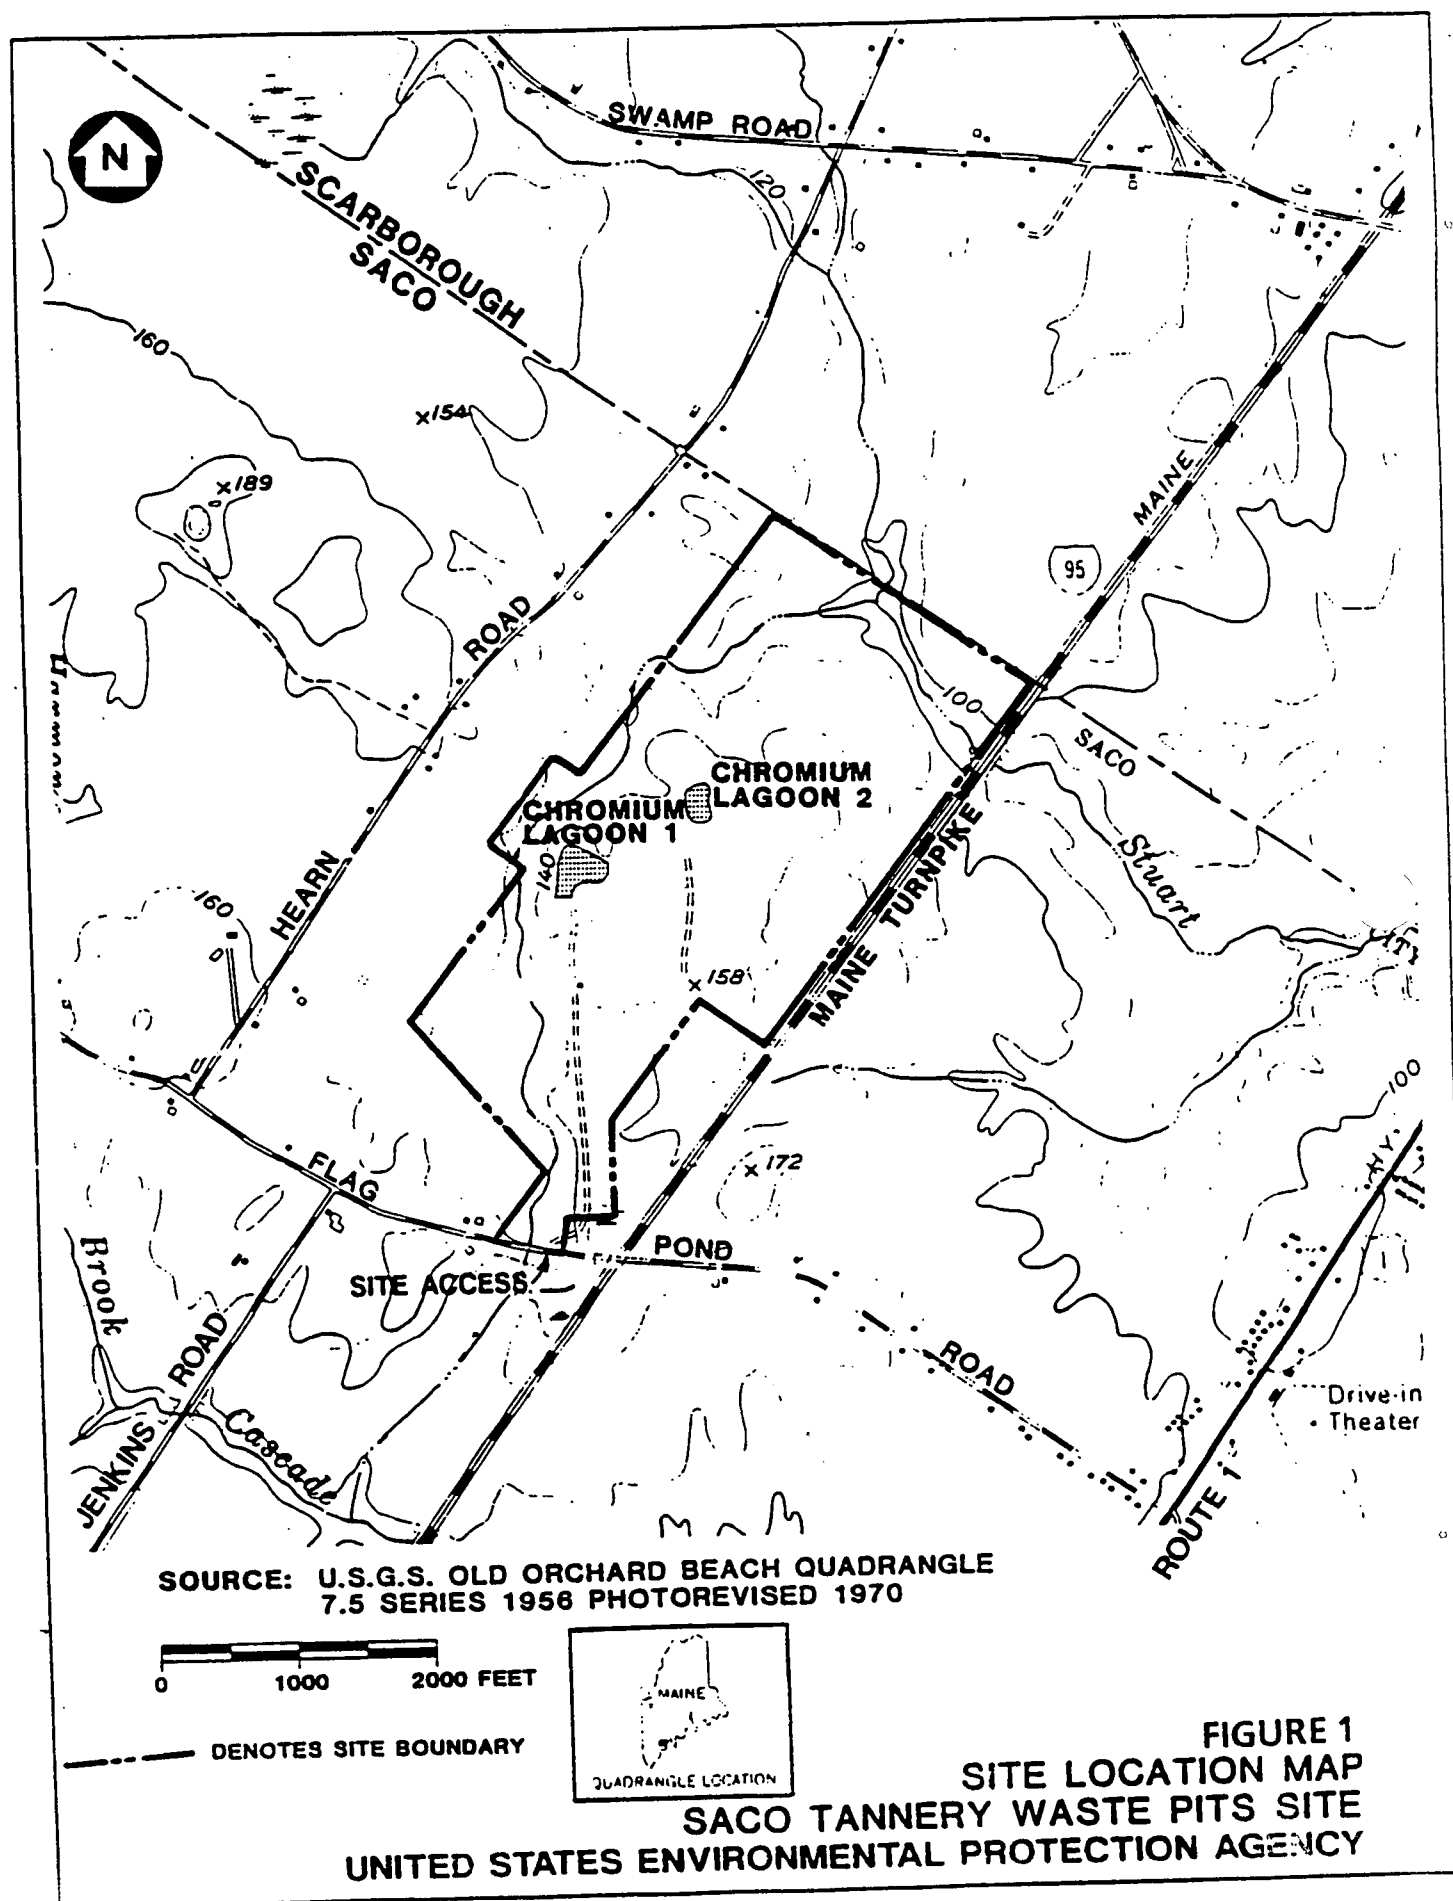 SWAMP ROAD
N
120
SCARBOROUGH
SACO
160
x154
x189
MAINE
95
ROAD
100
SACO
CHROMIUM
LAGOON 2
CHROMIUM
LAGOON 1
140
Stuart
MAINE TURNPIKE
HEARN
160
x158
100
x172
FLAG
POND
SITE ACCESS
Brook
ROAD
JENKINS ROAD
Cascade
Drive-in
Theater
ROUTE 1
SOURCE: U.S.G.S. OLD ORCHARD BEACH QUADRANGLE
7.5 SERIES 1956 PHOTOREVISED 1970
0 1000 2000 FEET
MAINE
QUADRANGLE LOCATION
DENOTES SITE BOUNDARY
FIGURE 1
SITE LOCATION MAP
SACO TANNERY WASTE PITS SITE
UNITED STATES ENVIRONMENTAL PROTECTION AGENCY